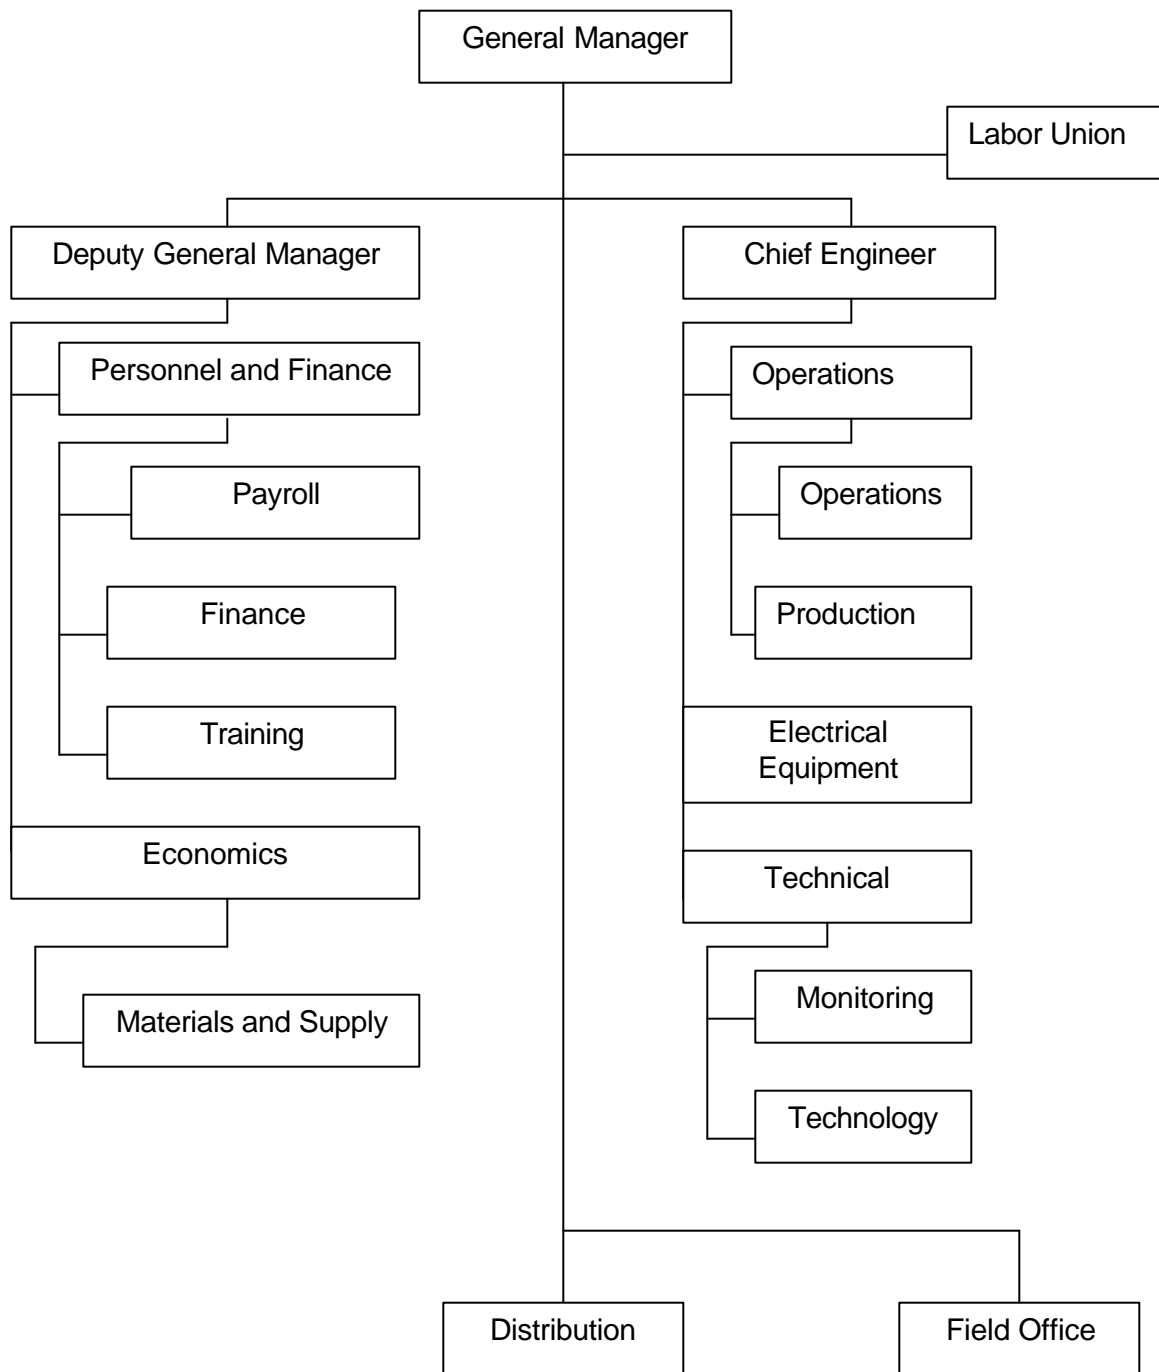 General Manager
Labor Union
Deputy General Manager
Chief Engineer
Personnel and Finance
Operations
Payroll
Operations
Finance
Production
Training
Electrical
Equipment
Economics
Technical
Materials and Supply
Monitoring
Technology
Distribution
Field Office